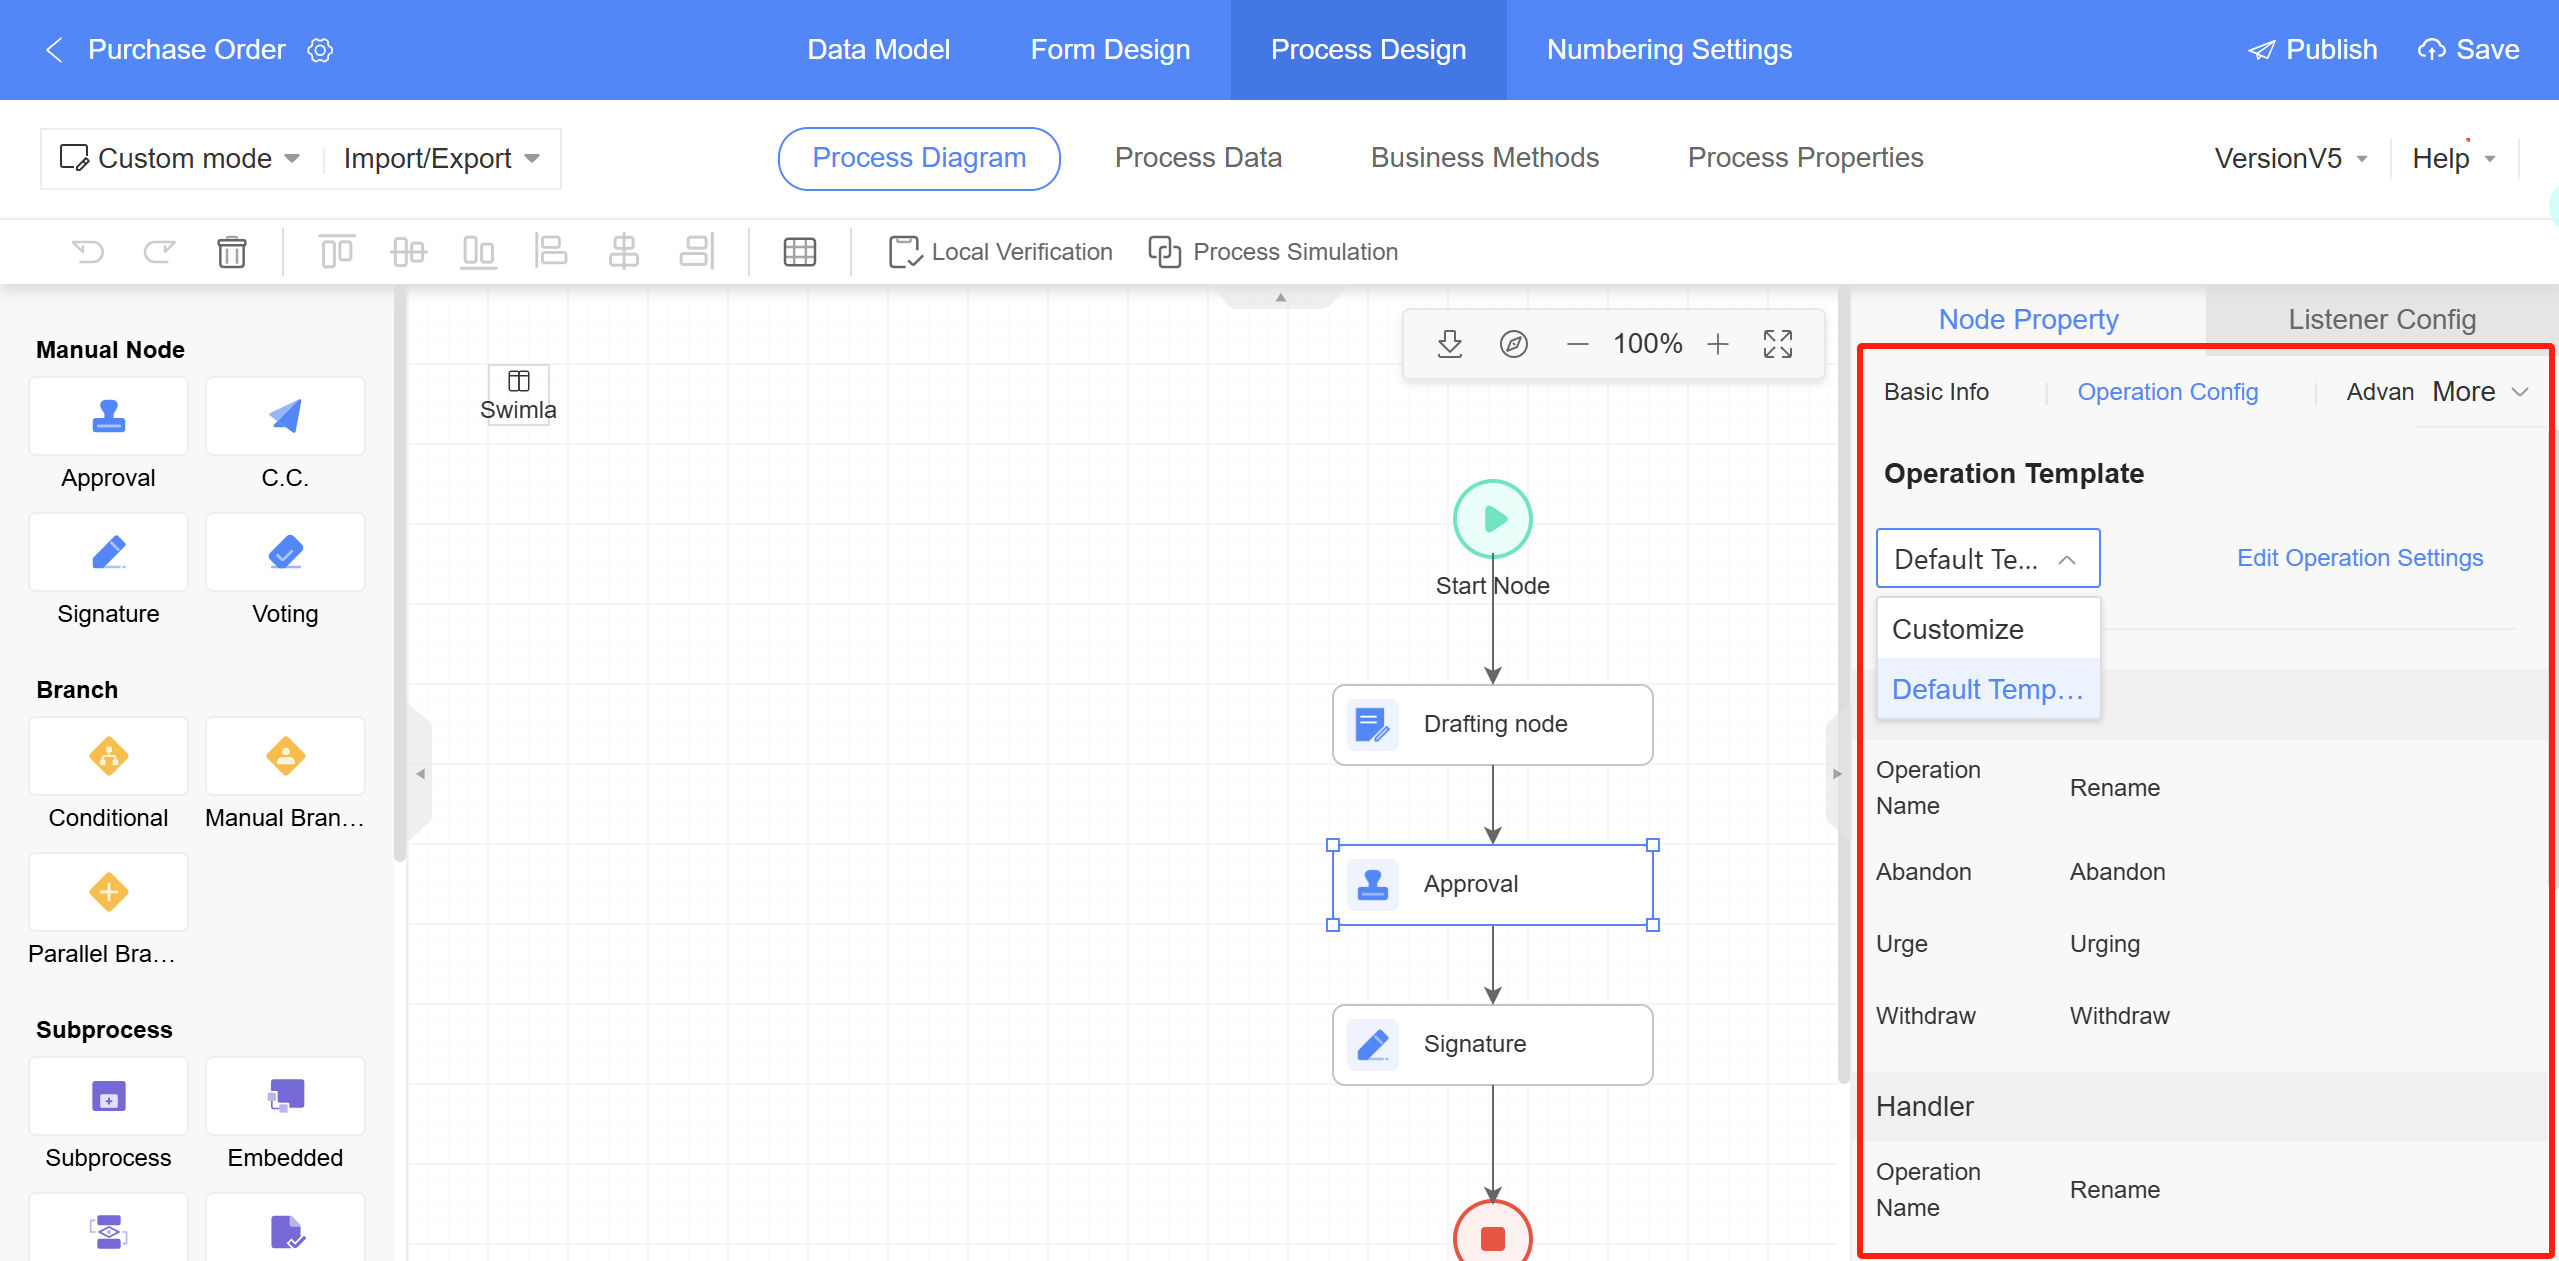 Purchase Order
Data Model
Form Design
Process Design
Numbering Settings
Publish
Save
Custom mode
Import/Export
Process Diagram
Process Data
Business Methods
Process Properties
VersionV5
Help
Local Verification
Process Simulation
Manual Node
Approval
C.C.
Signature
Voting
Branch
Conditional
Manual Bran...
Parallel Bra...
Subprocess
Subprocess
Embedded
Swimla
100%
Start Node
Drafting node
Approval
Signature
Node Property
Listener Config
Basic Info
Operation Config
Advan
More
Operation Template
Default Te...
Edit Operation Settings
Customize
Default Temp...
Operation
Name
Rename
Abandon
Abandon
Urge
Urging
Withdraw
Withdraw
Handler
Operation
Name
Rename